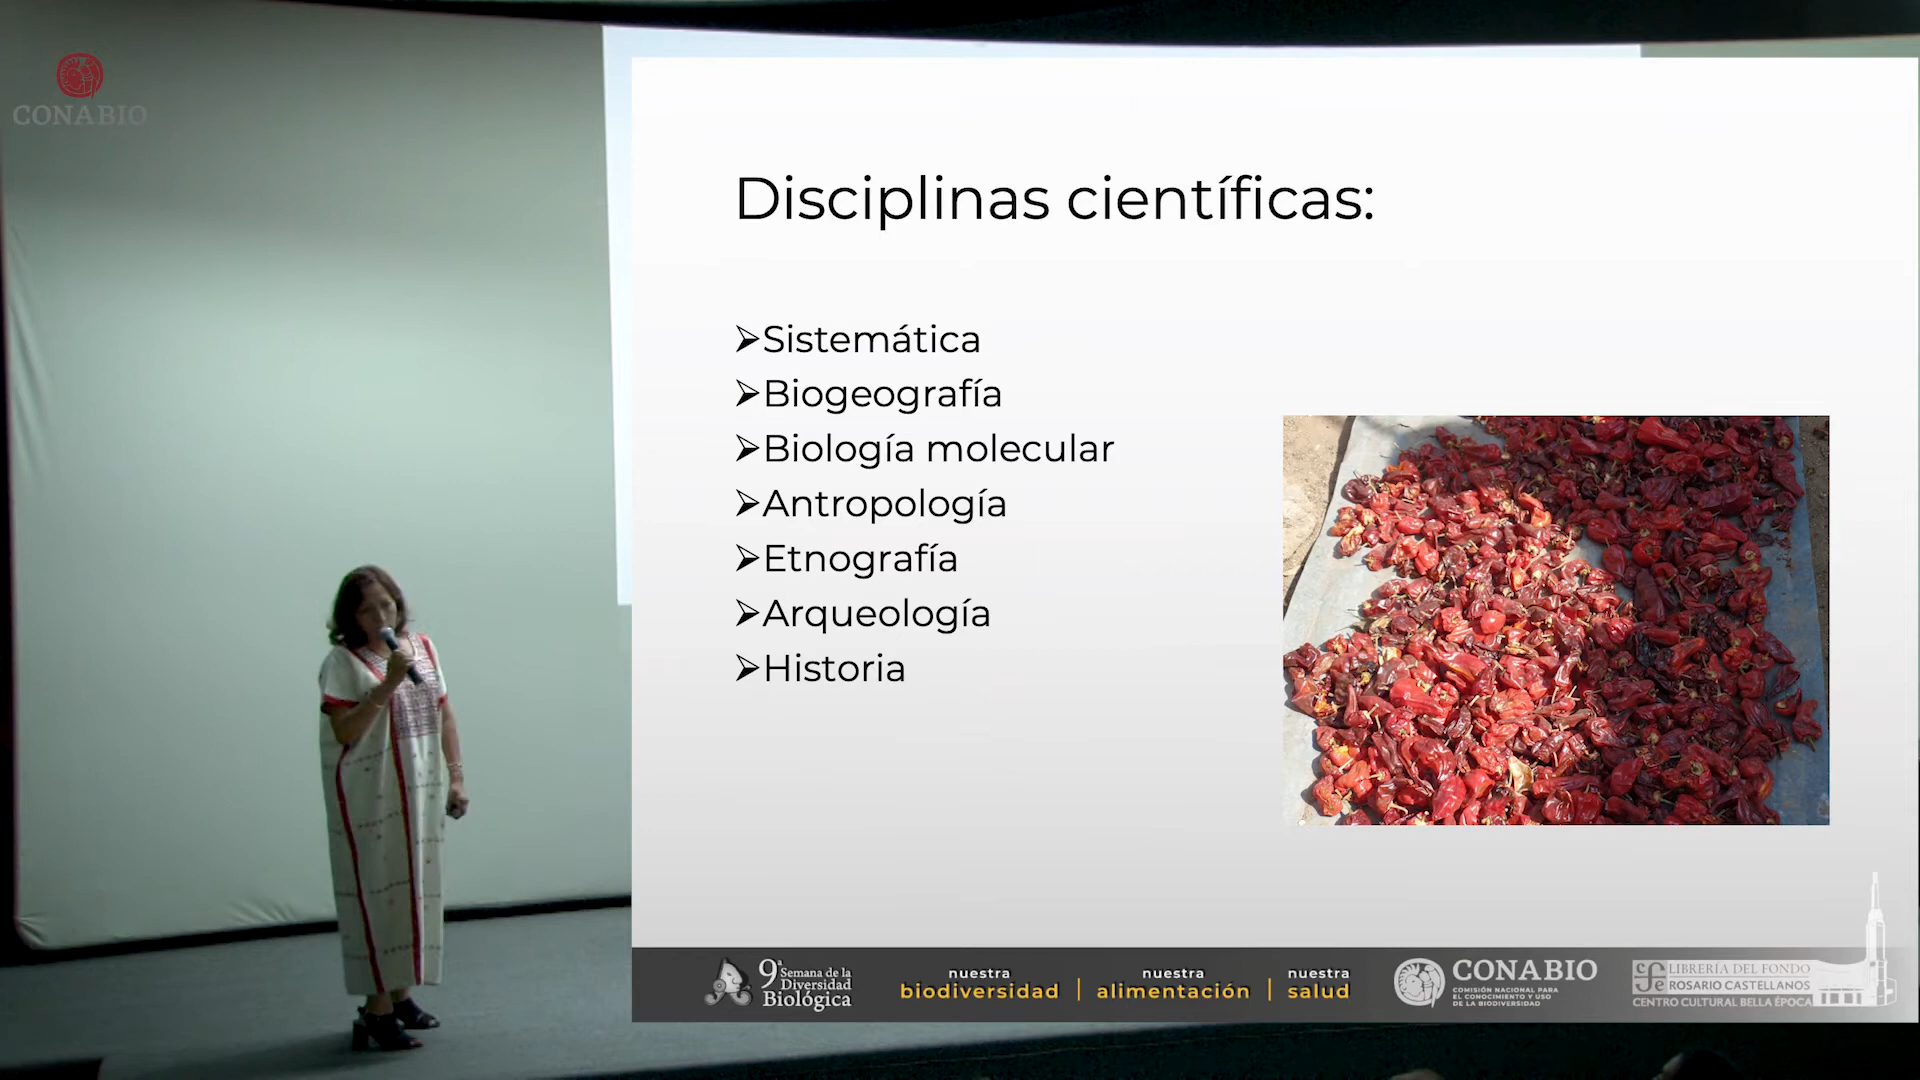 CONABIO
Disciplinas científicas:
➢Sistemática
➢Biogeografía
➢Biología molecular
➢Antropología
➢Etnografía
➢Arqueología
➢Historia
9ª Semana de la
Diversidad
Biológica
nuestra
biodiversidad
|
nuestra
alimentación
|
nuestra
salud
CONABIO
COMISIÓN NACIONAL PARA
EL CONOCIMIENTO Y USO
DE LA BIODIVERSIDAD
fce
LIBRERÍA DEL FONDO
ROSARIO CASTELLANOS
CENTRO CULTURAL BELLA ÉPOCA